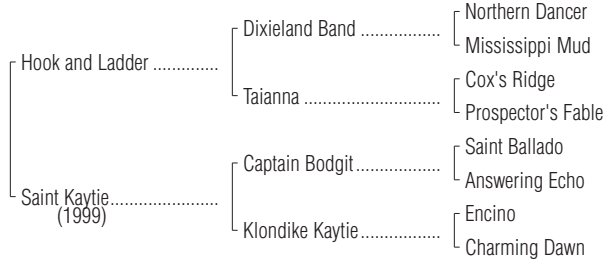 Northern Dancer
Dixieland Band ..................
Mississippi Mud
Hook and Ladder ...............
Cox's Ridge
Taianna ...............................
Prospector's Fable
Saint Ballado
Captain Bodgit...................
Answering Echo
Saint Kaytie........................
(1999)
Encino
Klondike Kaytie..................
Charming Dawn